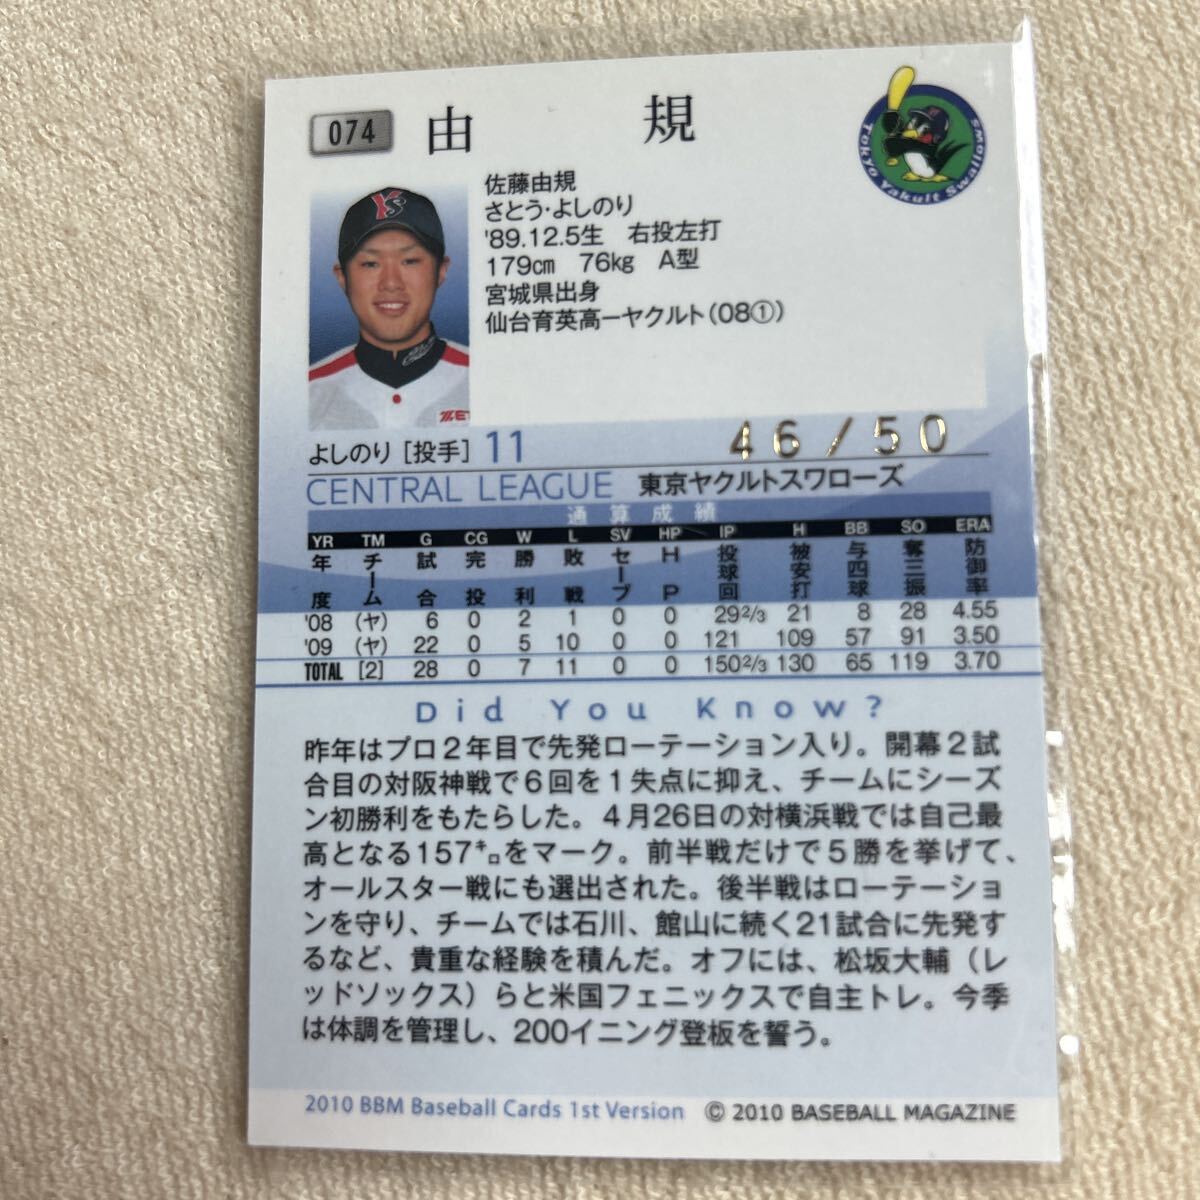 074
由 規
Tokyo Yakult Swallows
Ys
佐藤由規
さとう・よしのり
'89.12.5生 右投左打
179cm 76kg A型
宮城県出身
仙台育英高ーヤクルト(08①)
よしのり [投手] 11
46/50
CENTRAL LEAGUE 東京ヤクルトスワローズ
通算成績
YR TM G CG W L SV HP IP H BB SO ERA
年度 チーム 試合 完投 勝利 敗戦 セーブ HP 投球回 被安打 与四球 奪三振 防御率
'08 (ヤ) 6 0 2 1 0 0 29 2/3 21 8 28 4.55
'09 (ヤ) 22 0 5 10 0 0 121 109 57 91 3.50
TOTAL [2] 28 0 7 11 0 0 150 2/3 130 65 119 3.70
Did You Know?
昨年はプロ2年目で先発ローテーション入り。開幕2試
合目の対阪神戦で6回を1失点に抑え、チームにシーズ
ン初勝利をもたらした。4月26日の対横浜戦では自己最
高となる157㌔をマーク。前半戦だけで5勝を挙げて、
オールスター戦にも選出された。後半戦はローテーショ
ンを守り、チームでは石川、館山に続く21試合に先発す
るなど、貴重な経験を積んだ。オフには、松坂大輔（レ
ッドソックス）らと米国フェニックスで自主トレ。今季
は体調を管理し、200イニング登板を誓う。
2010 BBM Baseball Cards 1st Version © 2010 BASEBALL MAGAZINE